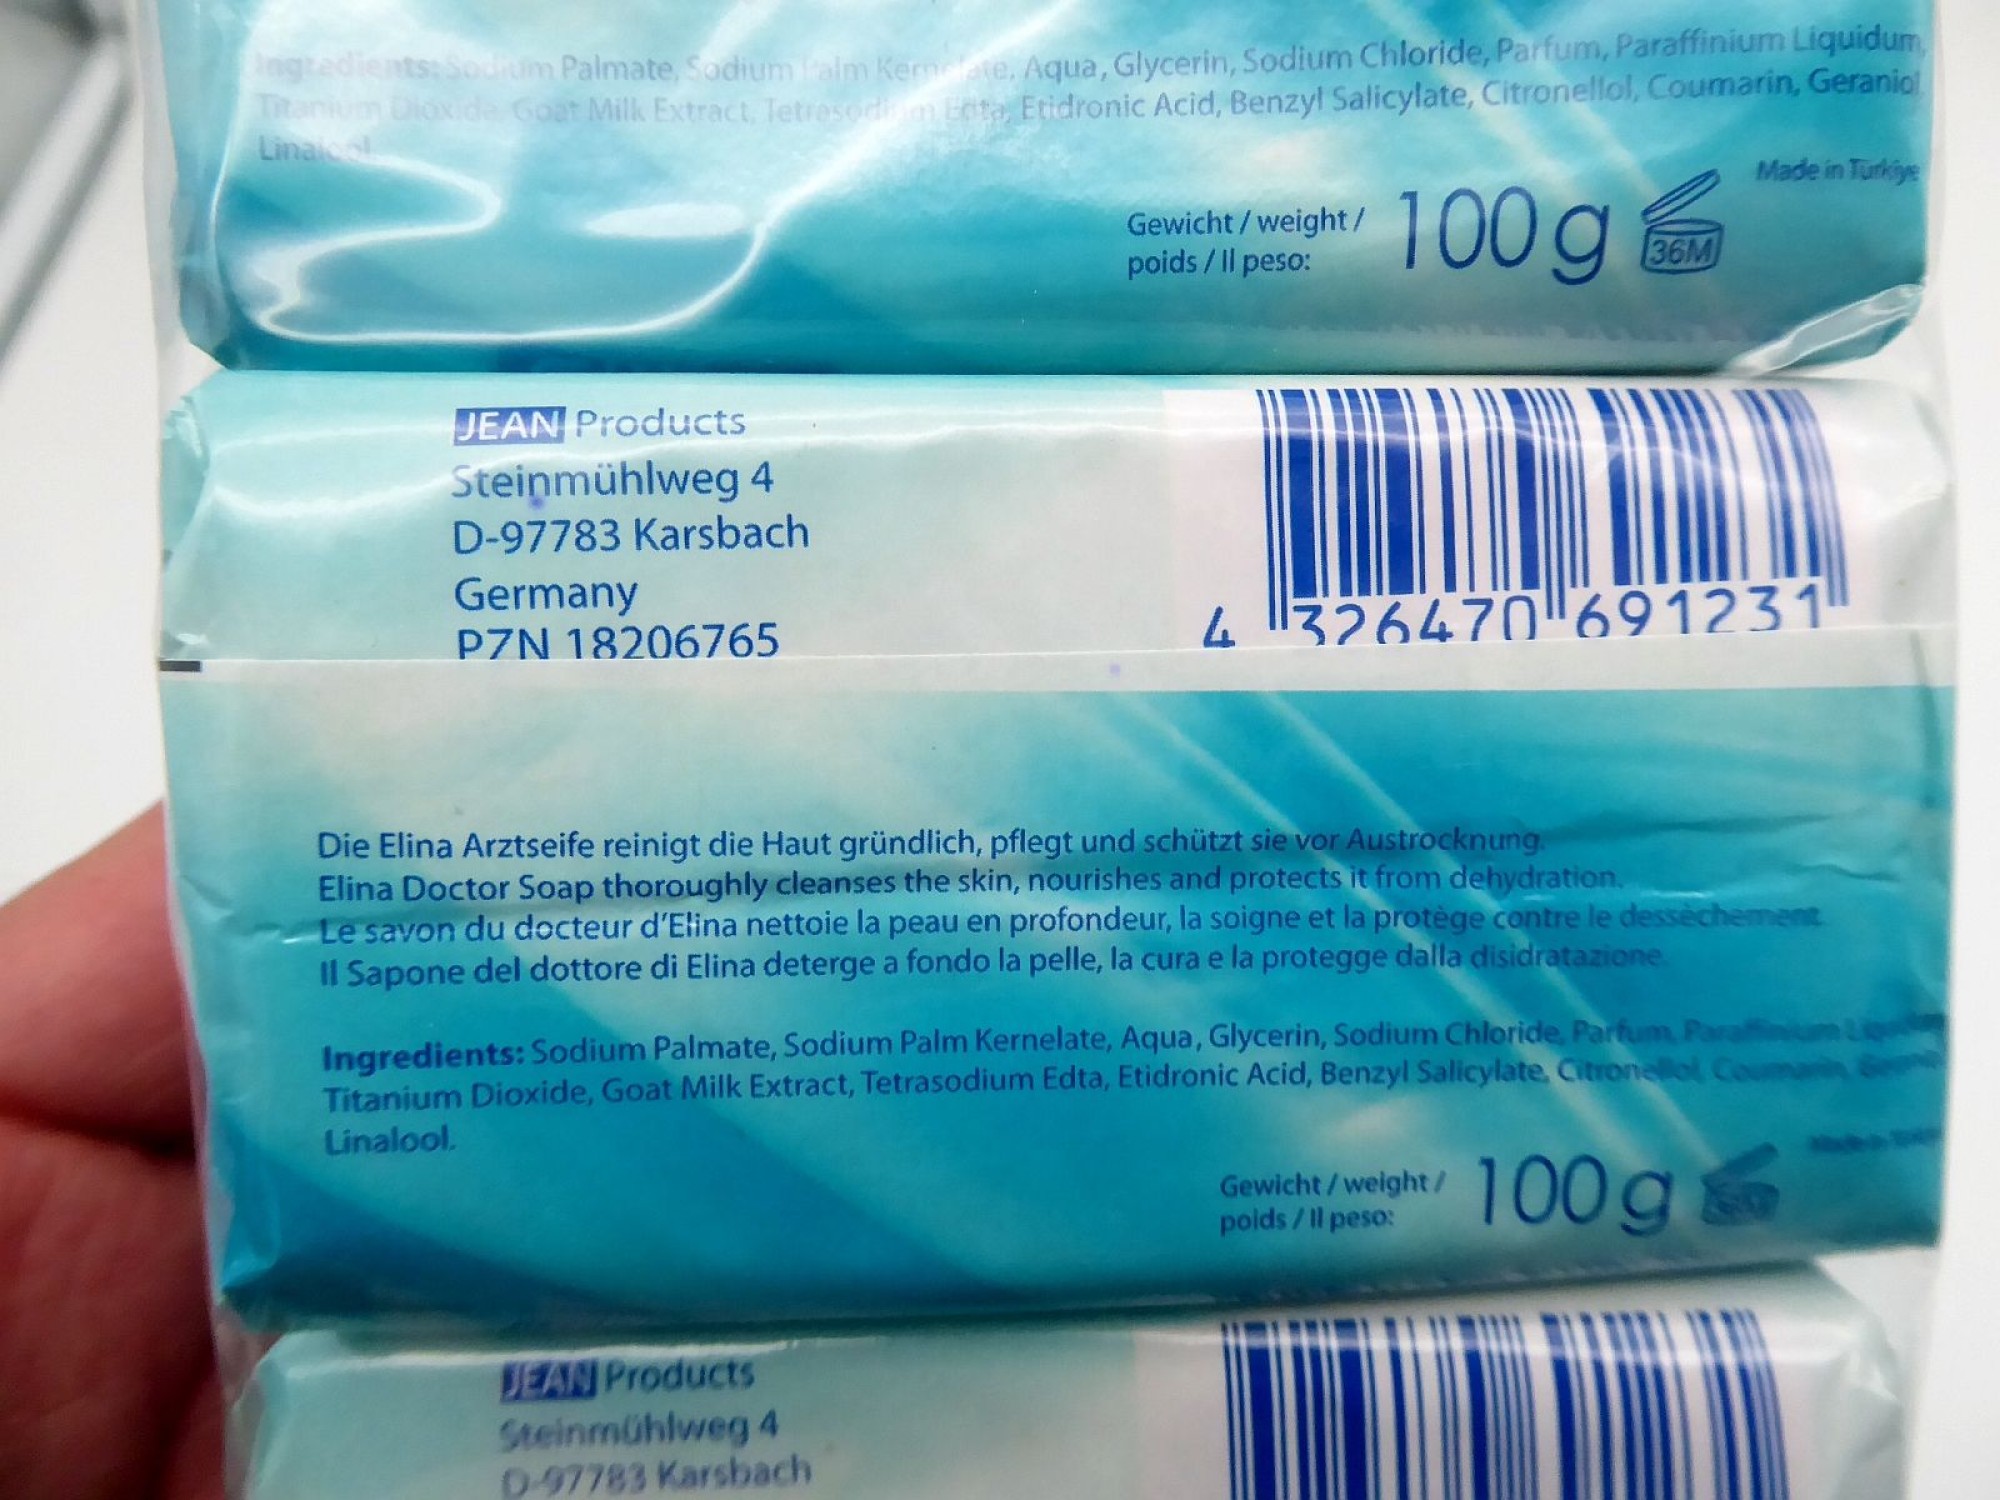 Ingredients: Sodium Palmate, Sodium Palm Kernelate, Aqua, Glycerin, Sodium Chloride, Parfum, Paraffinium Liquidum,
Titanium Dioxide, Goat Milk Extract, Tetrasodium Edta, Etidronic Acid, Benzyl Salicylate, Citronellol, Coumarin, Geraniol
Linalool
Made in Türkiye
Gewicht / weight /
poids / Il peso:
100 g
36M
JEAN Products
Steinmühlweg 4
D-97783 Karsbach
Germany
PZN 18206765
4 326470 691231
Die Elina Arztseife reinigt die Haut gründlich, pflegt und schützt sie vor Austrocknung.
Elina Doctor Soap thoroughly cleanses the skin, nourishes and protects it from dehydration.
Le savon du docteur d'Elina nettoie la peau en profondeur, la soigne et la protège contre le dessèchement.
Il Sapone del dottore di Elina deterge a fondo la pelle, la cura e la protegge dalla disidratazione.
Ingredients: Sodium Palmate, Sodium Palm Kernelate, Aqua, Glycerin, Sodium Chloride, Parfum, Paraffinium
Titanium Dioxide, Goat Milk Extract, Tetrasodium Edta, Etidronic Acid, Benzyl Salicylate, Citronellol, Coumarin,
Linalool.
Gewicht / weight /
poids / Il peso:
100 g
JEAN Products
Steinmühlweg 4
D-97783 Karsbach